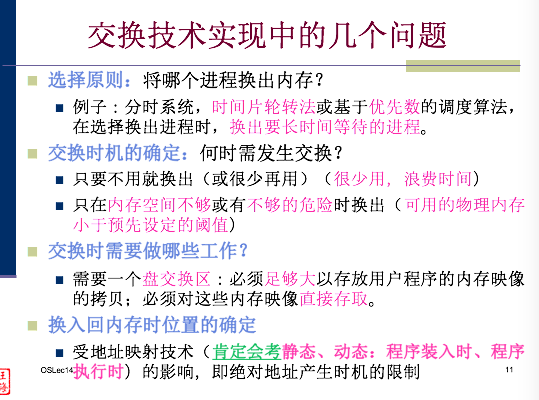 交换技术实现中的几个问题
选择原则：将哪个进程换出内存？
例子：分时系统，时间片轮转法或基于优先数的调度算法，
在选择换出进程时，换出要长时间等待的进程。
交换时机的确定：何时需发生交换？
只要不用就换出（或很少再用）（很少用，浪费时间）
只在内存空间不够或有不够的危险时换出（可用的物理内存
小于预先设定的阈值）
交换时需要做哪些工作？
需要一个盘交换区：必须足够大以存放用户程序的内存映像
的拷贝；必须对这些内存映像直接存取。
换入回内存时位置的确定
受地址映射技术（肯定会考静态、动态：程序装入时、程序
执行时）的影响，即绝对地址产生时机的限制
OSLec14
11